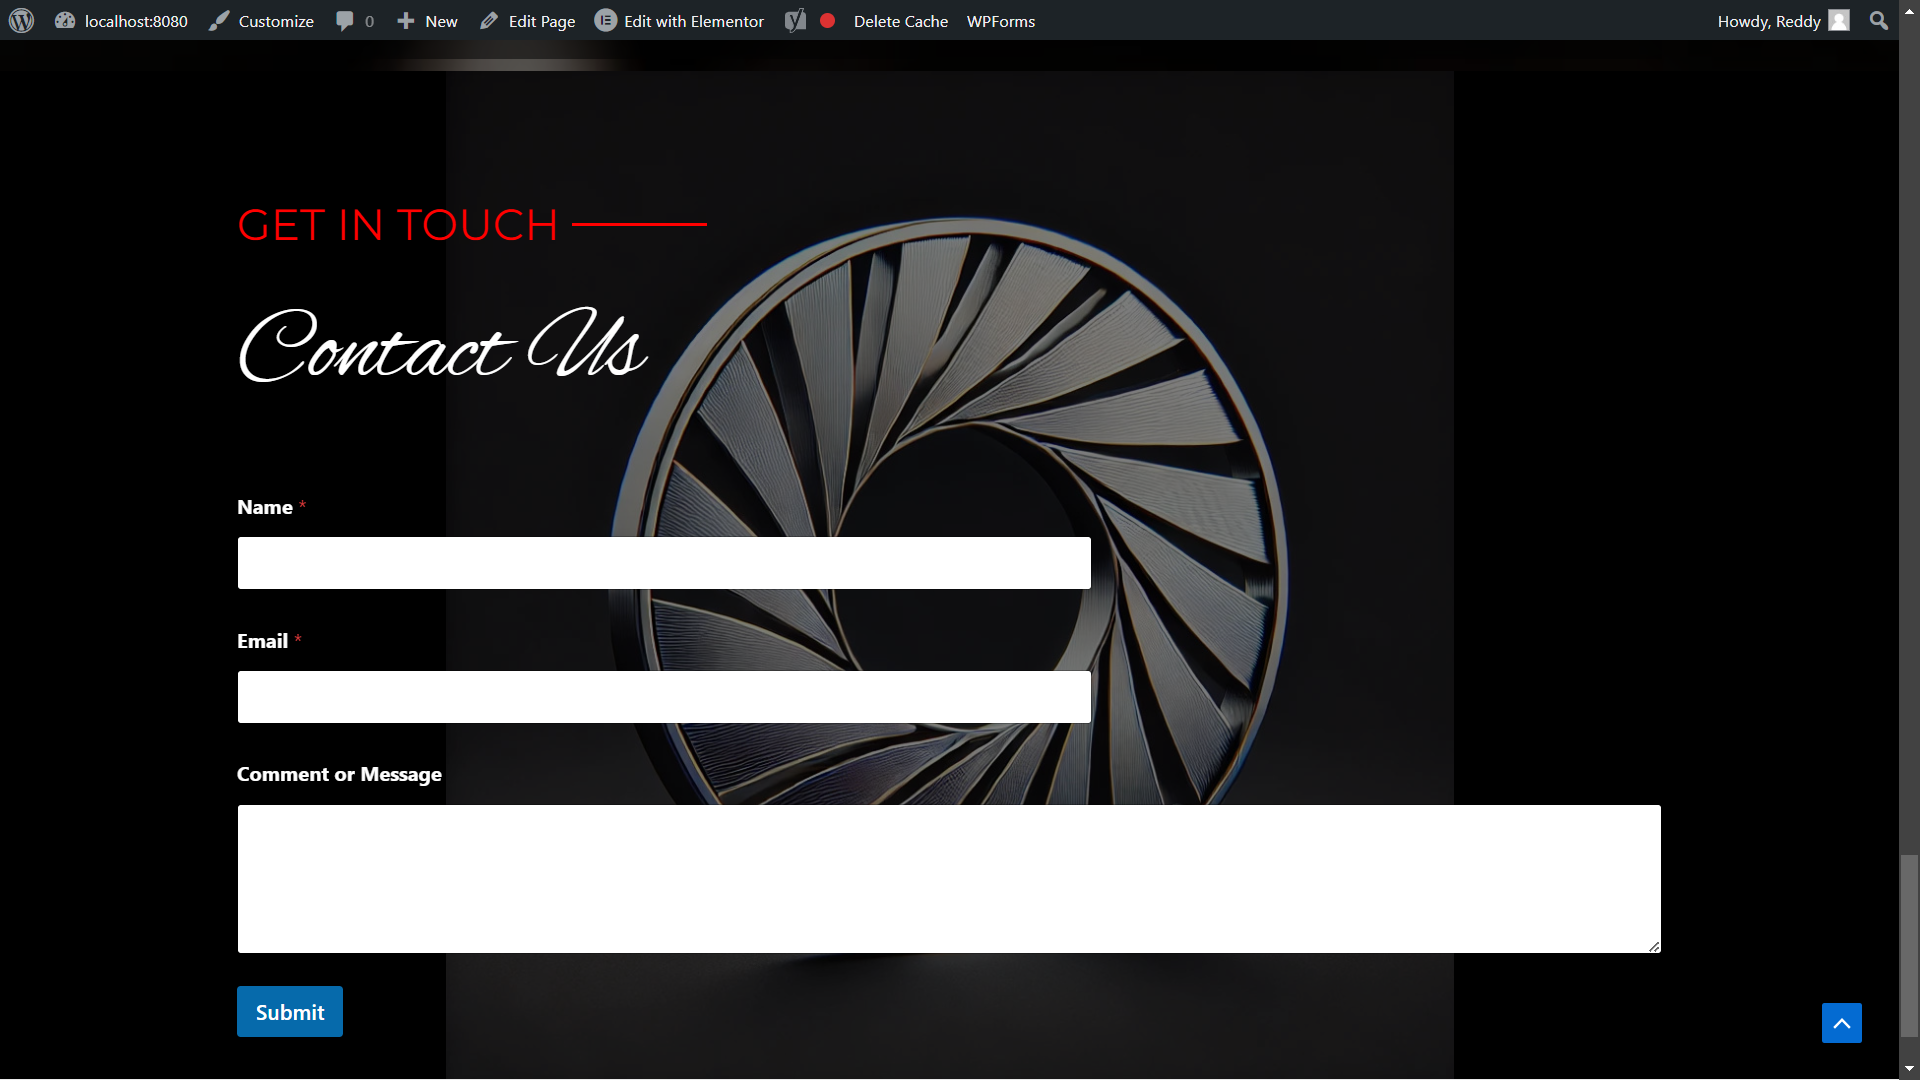 localhost:8080 Customize 0 New Edit Page Edit with Elementor Delete Cache WPForms Howdy, Reddy
GET IN TOUCH
Contact Us
Name *
Email *
Comment or Message
Submit